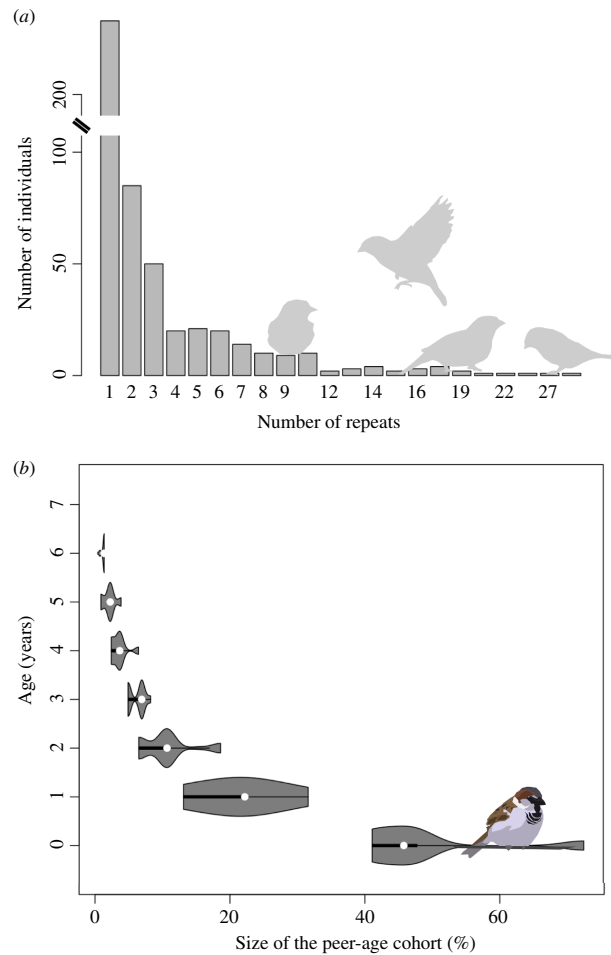 (a)
200
100
50
0
Number of individuals
1 2 3 4 5 6 7 8 9 12 14 16 19 22 27
Number of repeats
(b)
7
6
5
4
3
2
1
0
Age (years)
0 20 40 60
Size of the peer-age cohort (%)